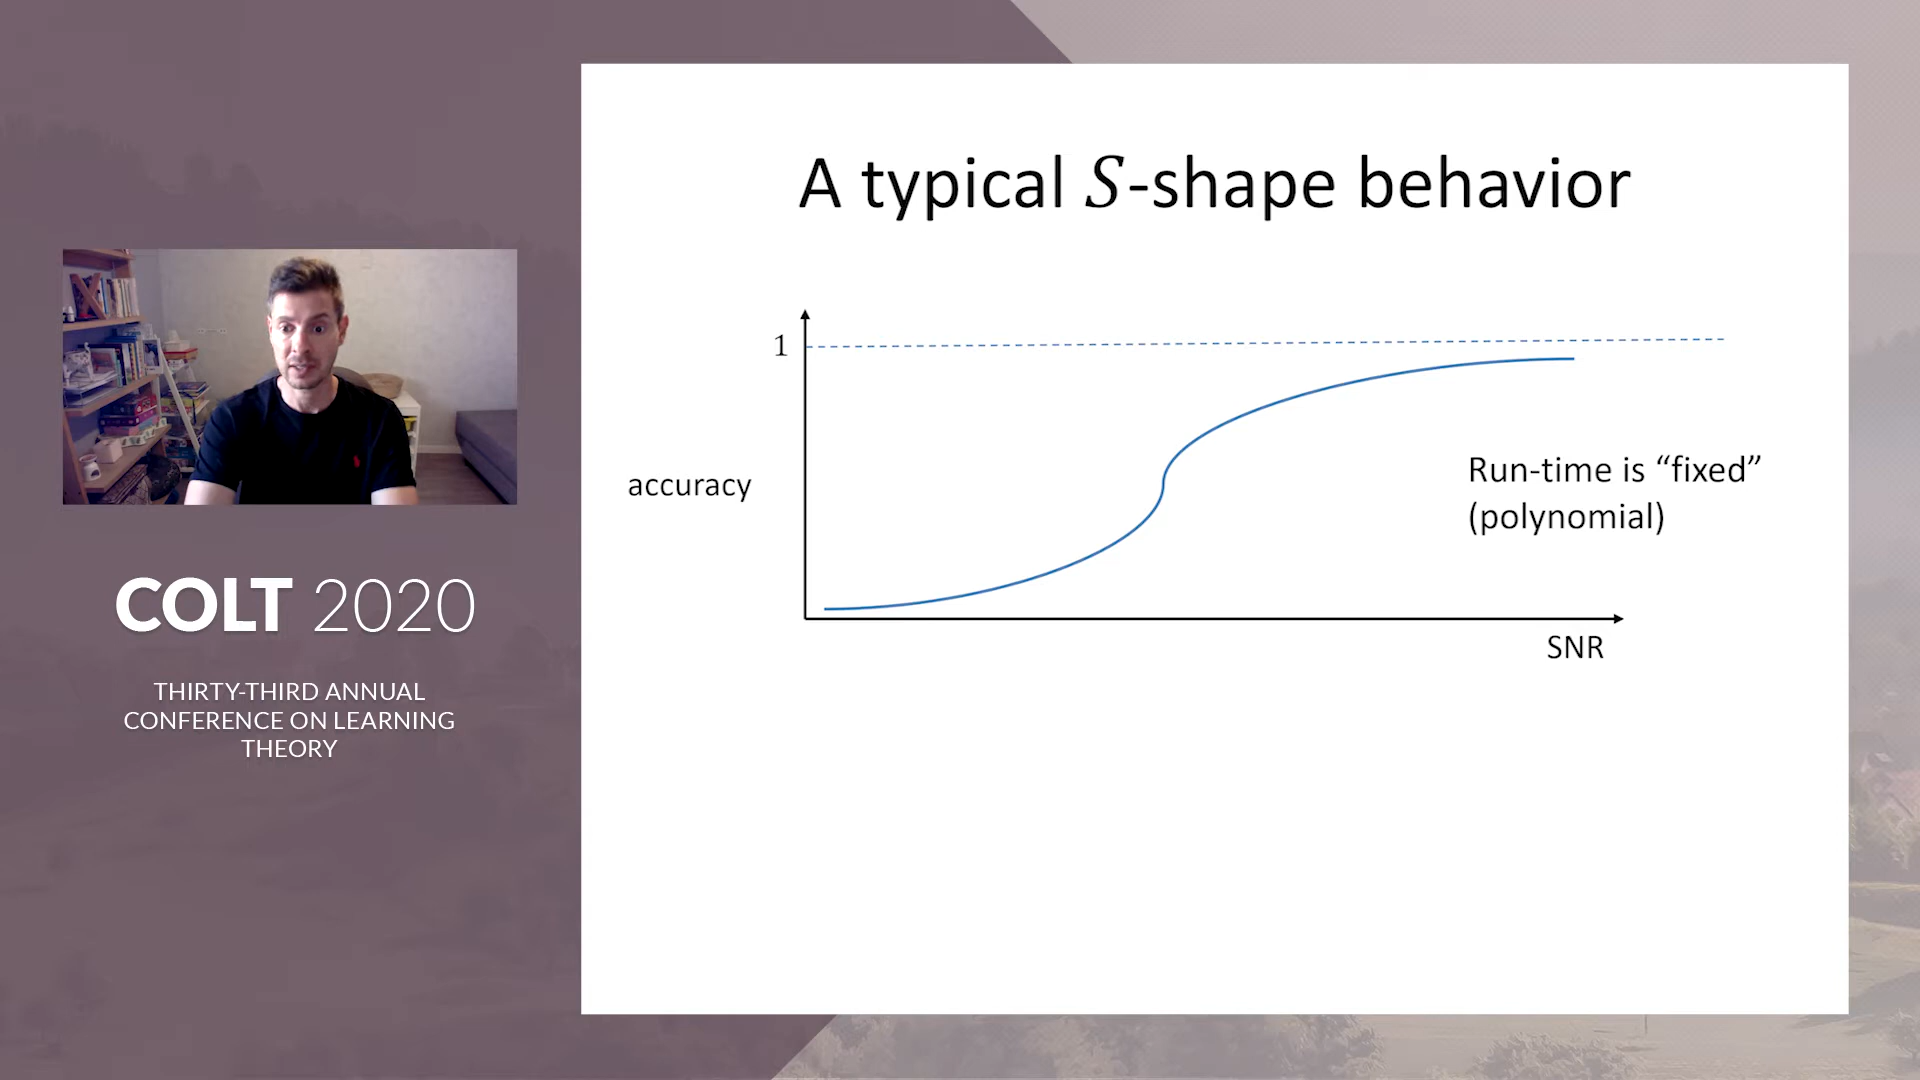 A typical S-shape behavior
1
accuracy
Run-time is “fixed”
(polynomial)
SNR
COLT 2020
THIRTY-THIRD ANNUAL
CONFERENCE ON LEARNING
THEORY